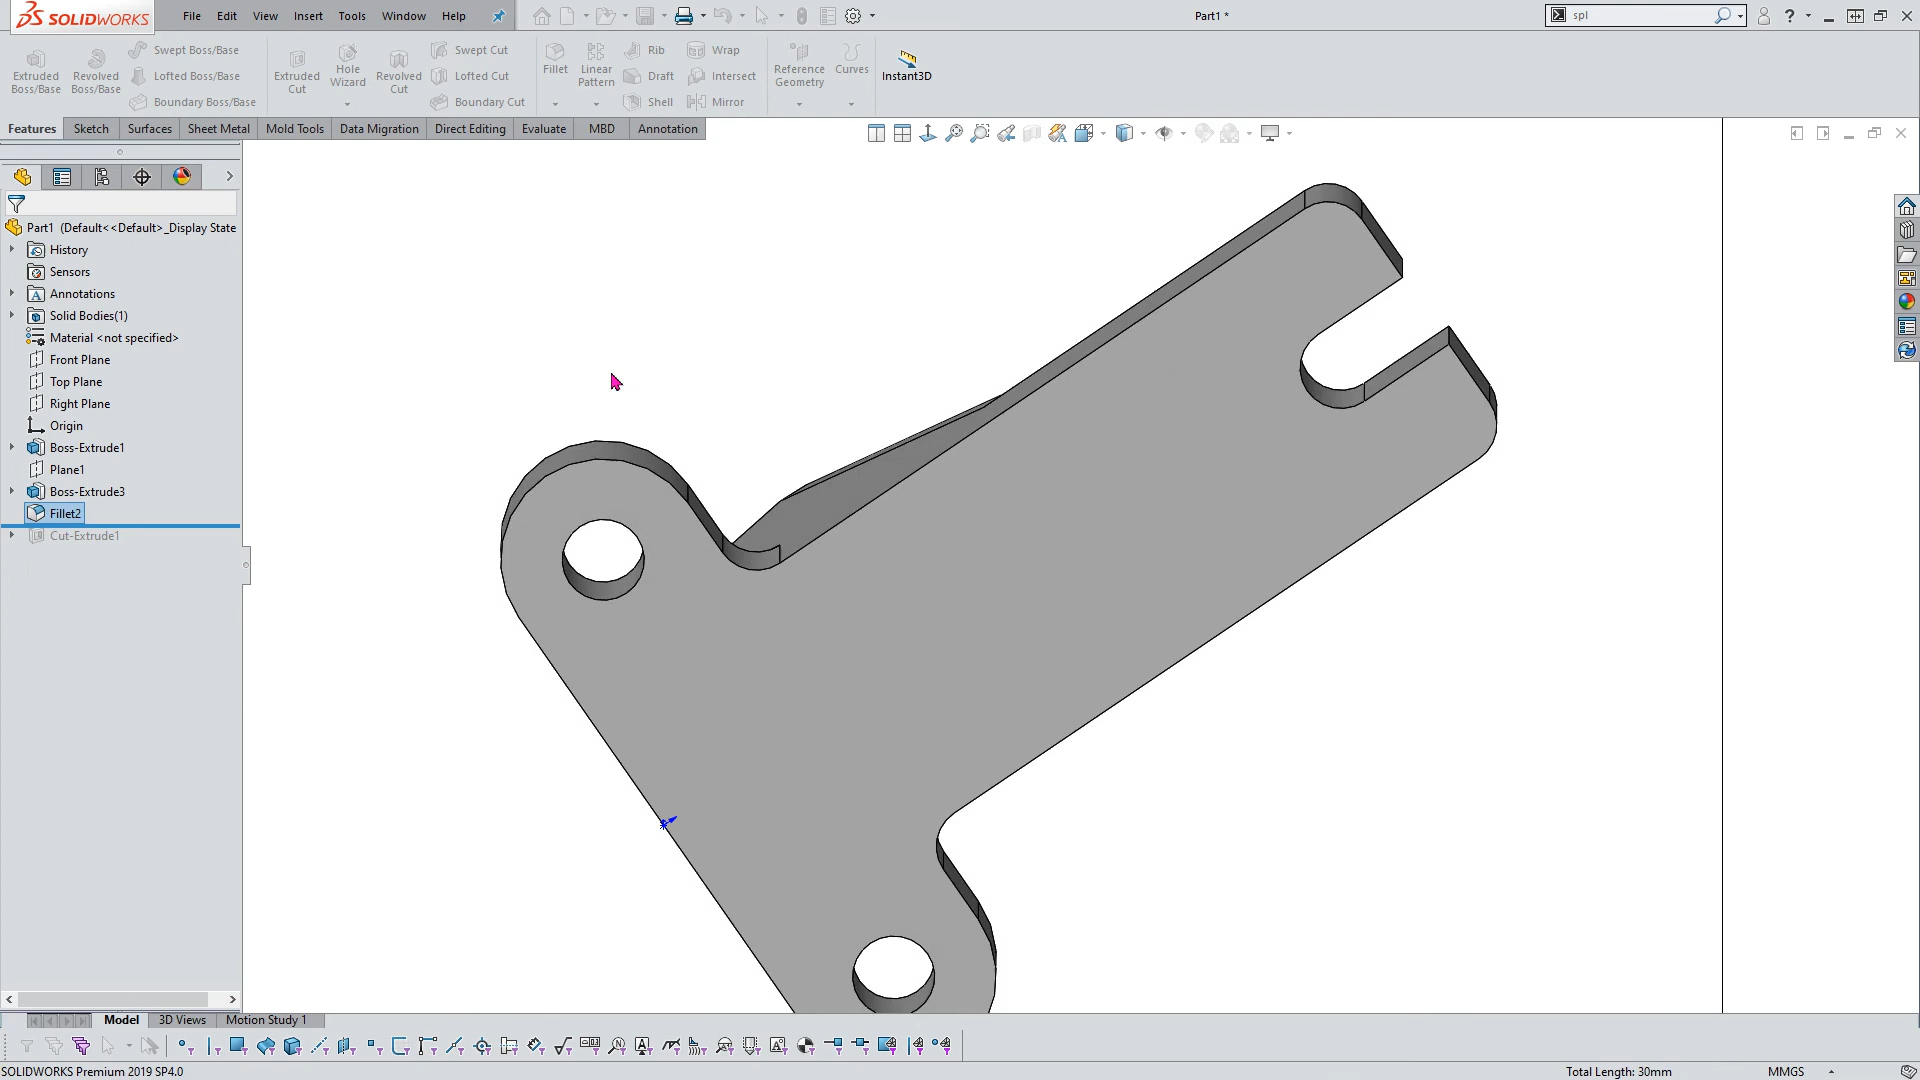 SOLIDWORKS File Edit View Insert Tools Window Help Part1 * spl
Extruded Boss/Base
Revolved Boss/Base
Swept Boss/Base
Lofted Boss/Base
Boundary Boss/Base
Extruded Cut
Hole Wizard
Revolved Cut
Swept Cut
Lofted Cut
Boundary Cut
Fillet
Linear Pattern
Rib
Draft
Shell
Wrap
Intersect
Mirror
Reference Geometry
Curves
Instant3D
Features Sketch Surfaces Sheet Metal Mold Tools Data Migration Direct Editing Evaluate MBD Annotation
Part1 (Default<<Default>_Display State
History
Sensors
Annotations
Solid Bodies(1)
Material <not specified>
Front Plane
Top Plane
Right Plane
Origin
Boss-Extrude1
Plane1
Boss-Extrude3
Fillet2
Cut-Extrude1
Model 3D Views Motion Study 1
SOLIDWORKS Premium 2019 SP4.0 Total Length: 30mm MMGS